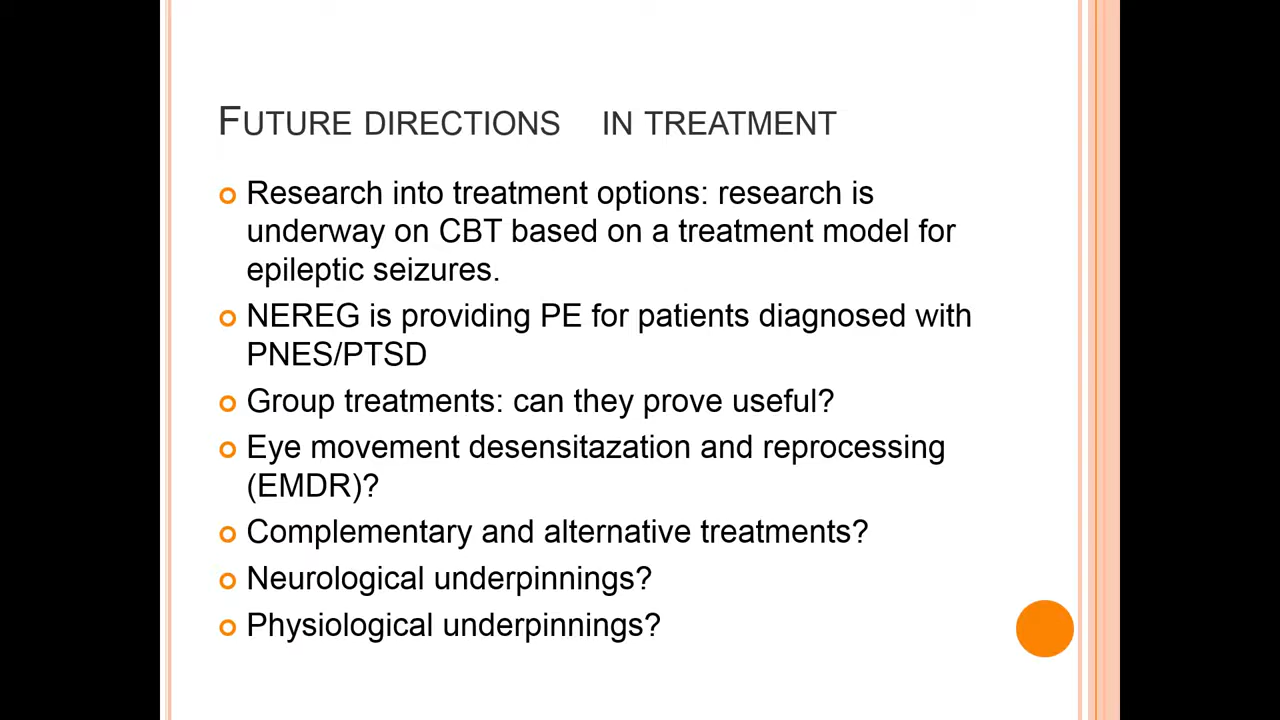 FUTURE DIRECTIONS IN TREATMENT
Research into treatment options: research is
underway on CBT based on a treatment model for
epileptic seizures.
NEREG is providing PE for patients diagnosed with
PNES/PTSD
Group treatments: can they prove useful?
Eye movement desensitazation and reprocessing
(EMDR)?
Complementary and alternative treatments?
Neurological underpinnings?
Physiological underpinnings?